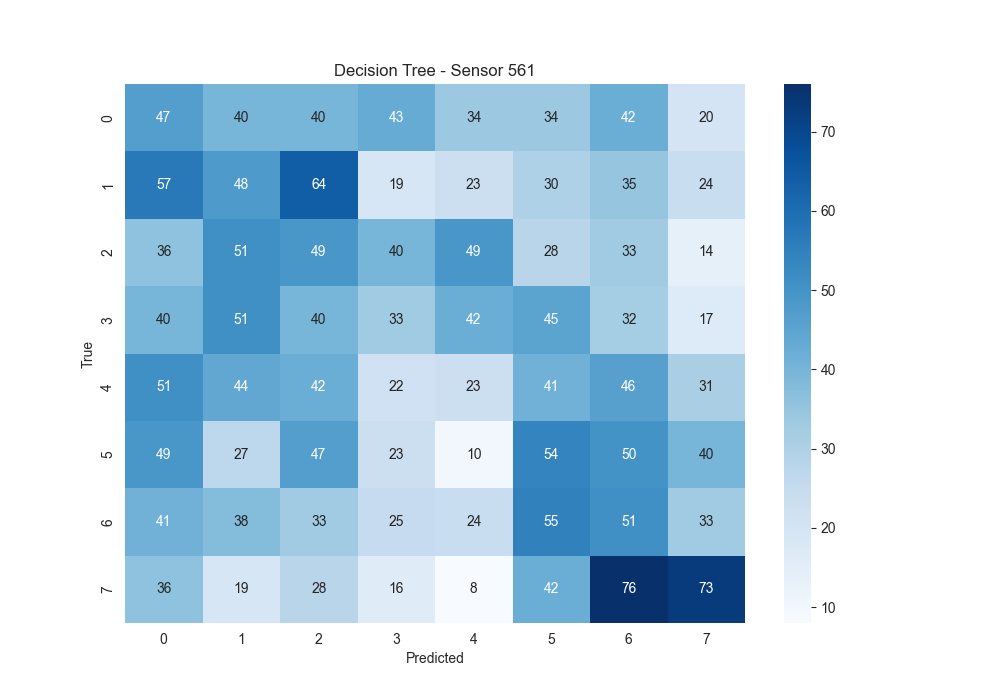 Decision Tree - Sensor 561
0 47 40 40 43 34 34 42 20
1 57 48 64 19 23 30 35 24
2 36 51 49 40 49 28 33 14
3 40 51 40 33 42 45 32 17
4 51 44 42 22 23 41 46 31
5 49 27 47 23 10 54 50 40
6 41 38 33 25 24 55 51 33
7 36 19 28 16 8 42 76 73
0 1 2 3 4 5 6 7
Predicted
True
70
60
50
40
30
20
10